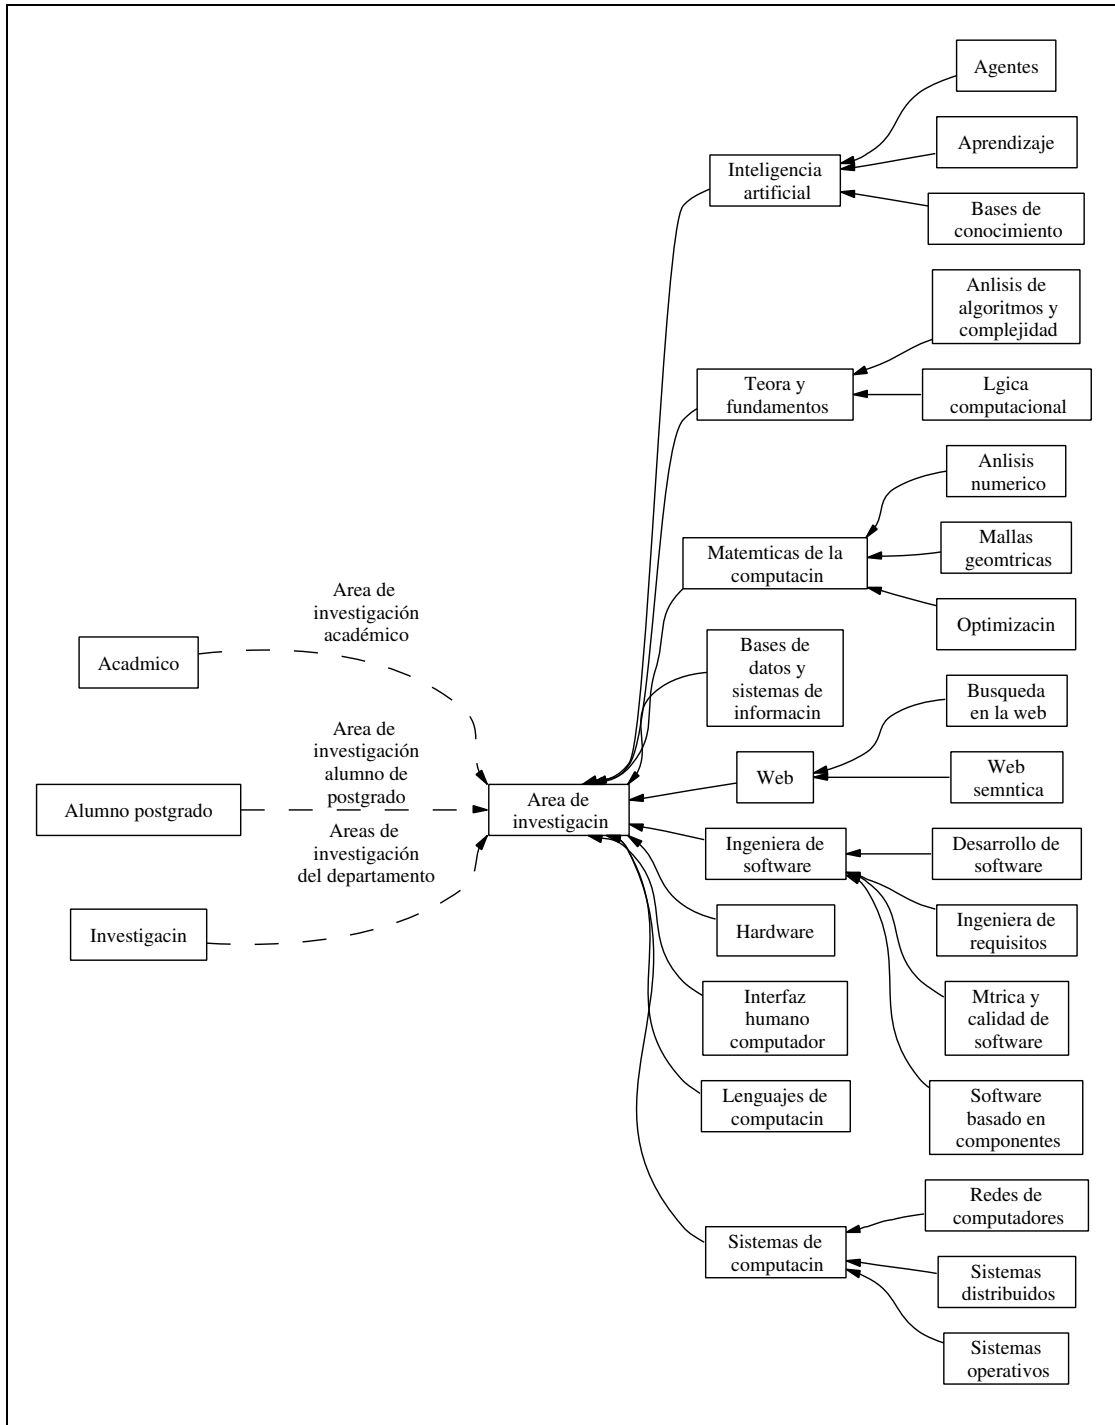 Agentes
Aprendizaje
Inteligencia
artificial
Bases de
conocimiento
Anlisis de
algoritmos y
complejidad
Teora y
fundamentos
Lgica
computacional
Anlisis
numerico
Matemticas de la
computacin
Mallas
geomtricas
Optimizacin
Area de
investigación
académico
Acadmico
Bases de
datos y
sistemas de
informacin
Busqueda
en la web
Area de
investigación
alumno de
postgrado
Alumno postgrado
Area de
investigacin
Web
Web
semntica
Areas de
investigación
del departamento
Ingeniera de
software
Desarrollo de
software
Investigacin
Hardware
Ingeniera de
requisitos
Interfaz
humano
computador
Mtrica y
calidad de
software
Lenguajes de
computacin
Software
basado en
componentes
Redes de
computadores
Sistemas de
computacin
Sistemas
distribuidos
Sistemas
operativos